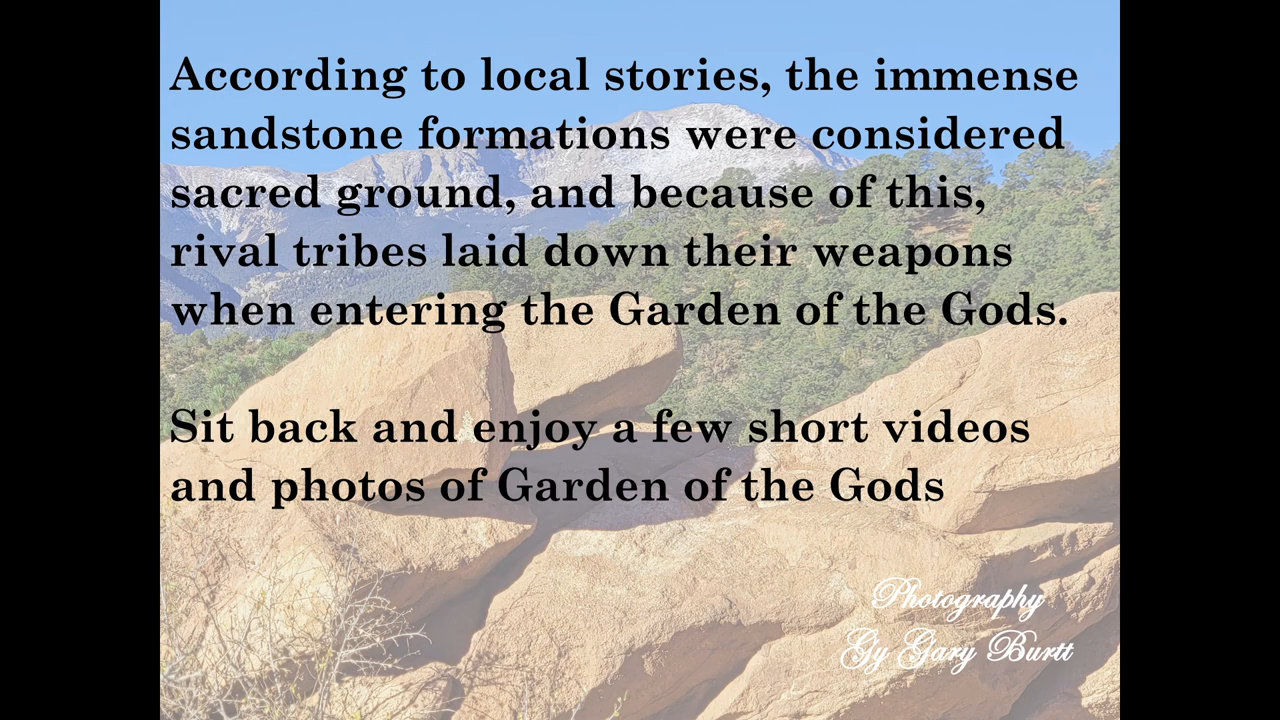 According to local stories, the immense
sandstone formations were considered
sacred ground, and because of this,
rival tribes laid down their weapons
when entering the Garden of the Gods.
Sit back and enjoy a few short videos
and photos of Garden of the Gods
Photography
Gy Gary Burtt